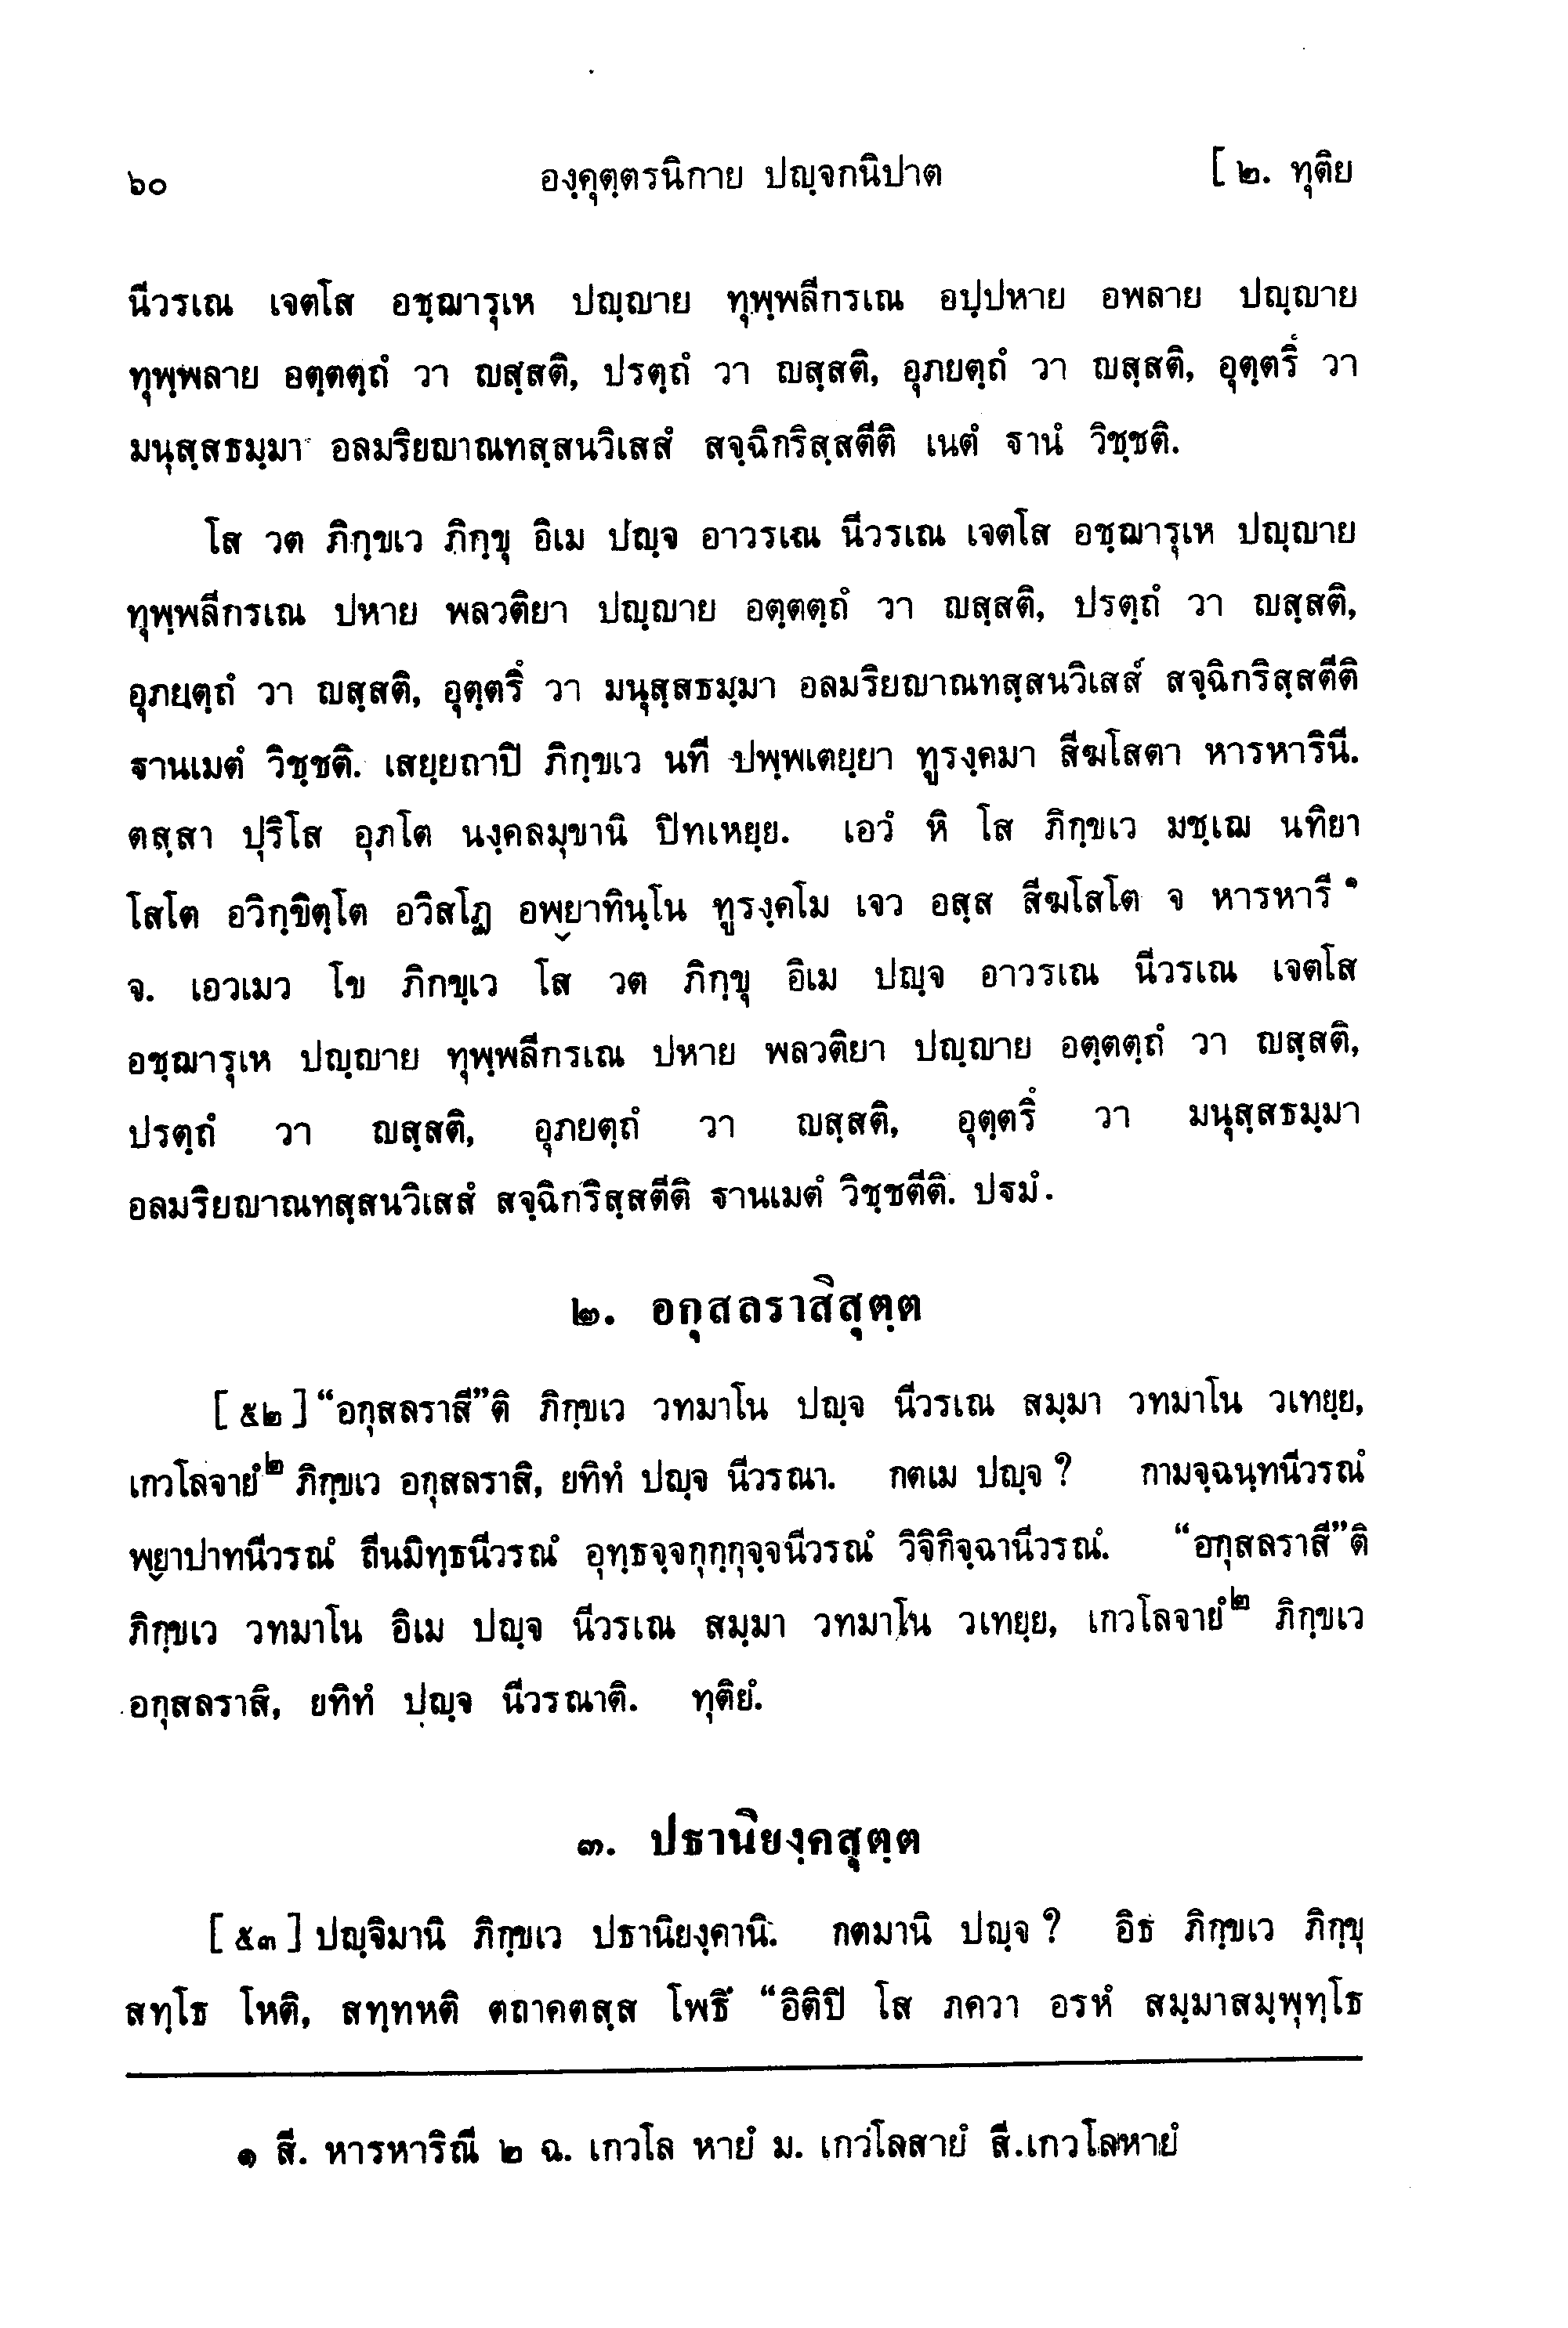 ๖๐ องฺคุตฺตรนิกาย ปญฺจกนิปาต [ ๒. ทุติย
นีวรเณ เจตโส อชฺฌารุเห ปญฺญาย ทุพฺพลีกรเณ อปฺปหาย อพลาย ปญฺญาย
ทุพฺพลาย อตฺตตฺถํ วา ญสฺสติ, ปรตฺถํ วา ญสฺสติ, อุภยตฺถํ วา ญสฺสติ, อุตฺตรึ วา
มนุสฺสธมฺมา อลมริยญาณทสฺสนวิเสสํ สจฺฉิกริสฺสตีติ เนตํ ฐานํ วิชฺชติ.
โส วต ภิกฺขเว ภิกฺขุ อิเม ปญฺจ อาวรเณ นีวรเณ เจตโส อชฺฌารุเห ปญฺญาย
ทุพฺพลีกรเณ ปหาย พลวติยา ปญฺญาย อตฺตตฺถํ วา ญสฺสติ, ปรตฺถํ วา ญสฺสติ,
อุภยตฺถํ วา ญสฺสติ, อุตฺตรึ วา มนุสฺสธมฺมา อลมริยญาณทสฺสนวิเสสํ สจฺฉิกริสฺสตีติ
ฐานเมตํ วิชฺชติ. เสยฺยถาปิ ภิกฺขเว นที ปพฺพเตยฺยา ทูรงฺคมา สีฆโสตา หารหารินี.
ตสฺสา ปุริโส อุภโต นงฺคลมุขานิ ปิทเหยฺย. เอวํ หิ โส ภิกฺขเว มชฺเฌ นทิยา
โสโต อวิกฺขิตฺโต อวิสโฏ อพฺยาทินฺโน ทูรงฺคโม เจว อสฺส สีฆโสโต จ หารหารี ๑
จ. เอวเมว โข ภิกขฺเว โส วต ภิกฺขุ อิเม ปญฺจ อาวรเณ นีวรเณ เจตโส
อชฺฌารุเห ปญฺญาย ทุพฺพลีกรเณ ปหาย พลวติยา ปญฺญาย อตฺตตฺถํ วา ญสฺสติ,
ปรตฺถํ วา ญสฺสติ, อุภยตฺถํ วา ญสฺสติ, อุตฺตรึ วา มนุสฺสธมฺมา
อลมริยญาณทสฺสนวิเสสํ สจฺฉิกริสฺสตีติ ฐานเมตํ วิชฺชตีติ. ปฐมํ.
๒. อกุสลราสิสุตฺต
[ ๕๒ ] “อกุสลราสี”ติ ภิกฺขเว วทมาโน ปญฺจ นีวรเณ สมฺมา วทมาโน วเทยฺย,
เกวโลจายํ๒ ภิกฺขเว อกุสลราสิ, ยทิทํ ปญฺจ นีวรณา. กตเม ปญฺจ ? กามจฺฉนฺทนีวรณํ
พฺยาปาทนีวรณํ ถีนมิทฺธนีวรณํ อุทฺธจฺจกุกฺกุจฺจนีวรณํ วิจิกิจฺฉานีวรณํ. “อกุสลราสี”ติ
ภิกฺขเว วทมาโน อิเม ปญฺจ นีวรเณ สมฺมา วทมาโน วเทยฺย, เกวโลจายํ๒ ภิกฺขเว
อกุสลราสิ, ยทิทํ ปญฺจ นีวรณาติ. ทุติยํ.
๓. ปธานิยงฺคสุตฺต
[ ๕๓ ] ปญฺจิมานิ ภิกฺขเว ปธานิยงฺคานิ. กตมานิ ปญฺจ ? อิธ ภิกฺขเว ภิกฺขุ
สทฺโธ โหติ, สทฺทหติ ตถาคตสฺส โพธึ “อิติปิ โส ภควา อรหํ สมฺมาสมฺพุทฺโธ
๑ สี. หารหาริณี ๒ ฉ. เกวโล หายํ ม. เกวโลสายํ สี.เกวโลหายํ